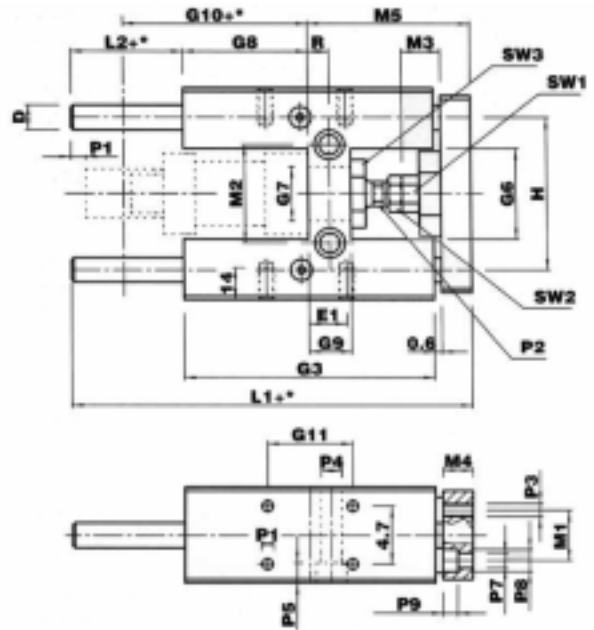 G10+* M5
L2+* G8 R M3
SW3
SW1
D
P1
M2
G7
G6
H
14
SW2
E1
G9
0.6
P2
G3
L1+*
G11
M4
P4
P3
4.7
M1
P1
P5
P9
P7
P8